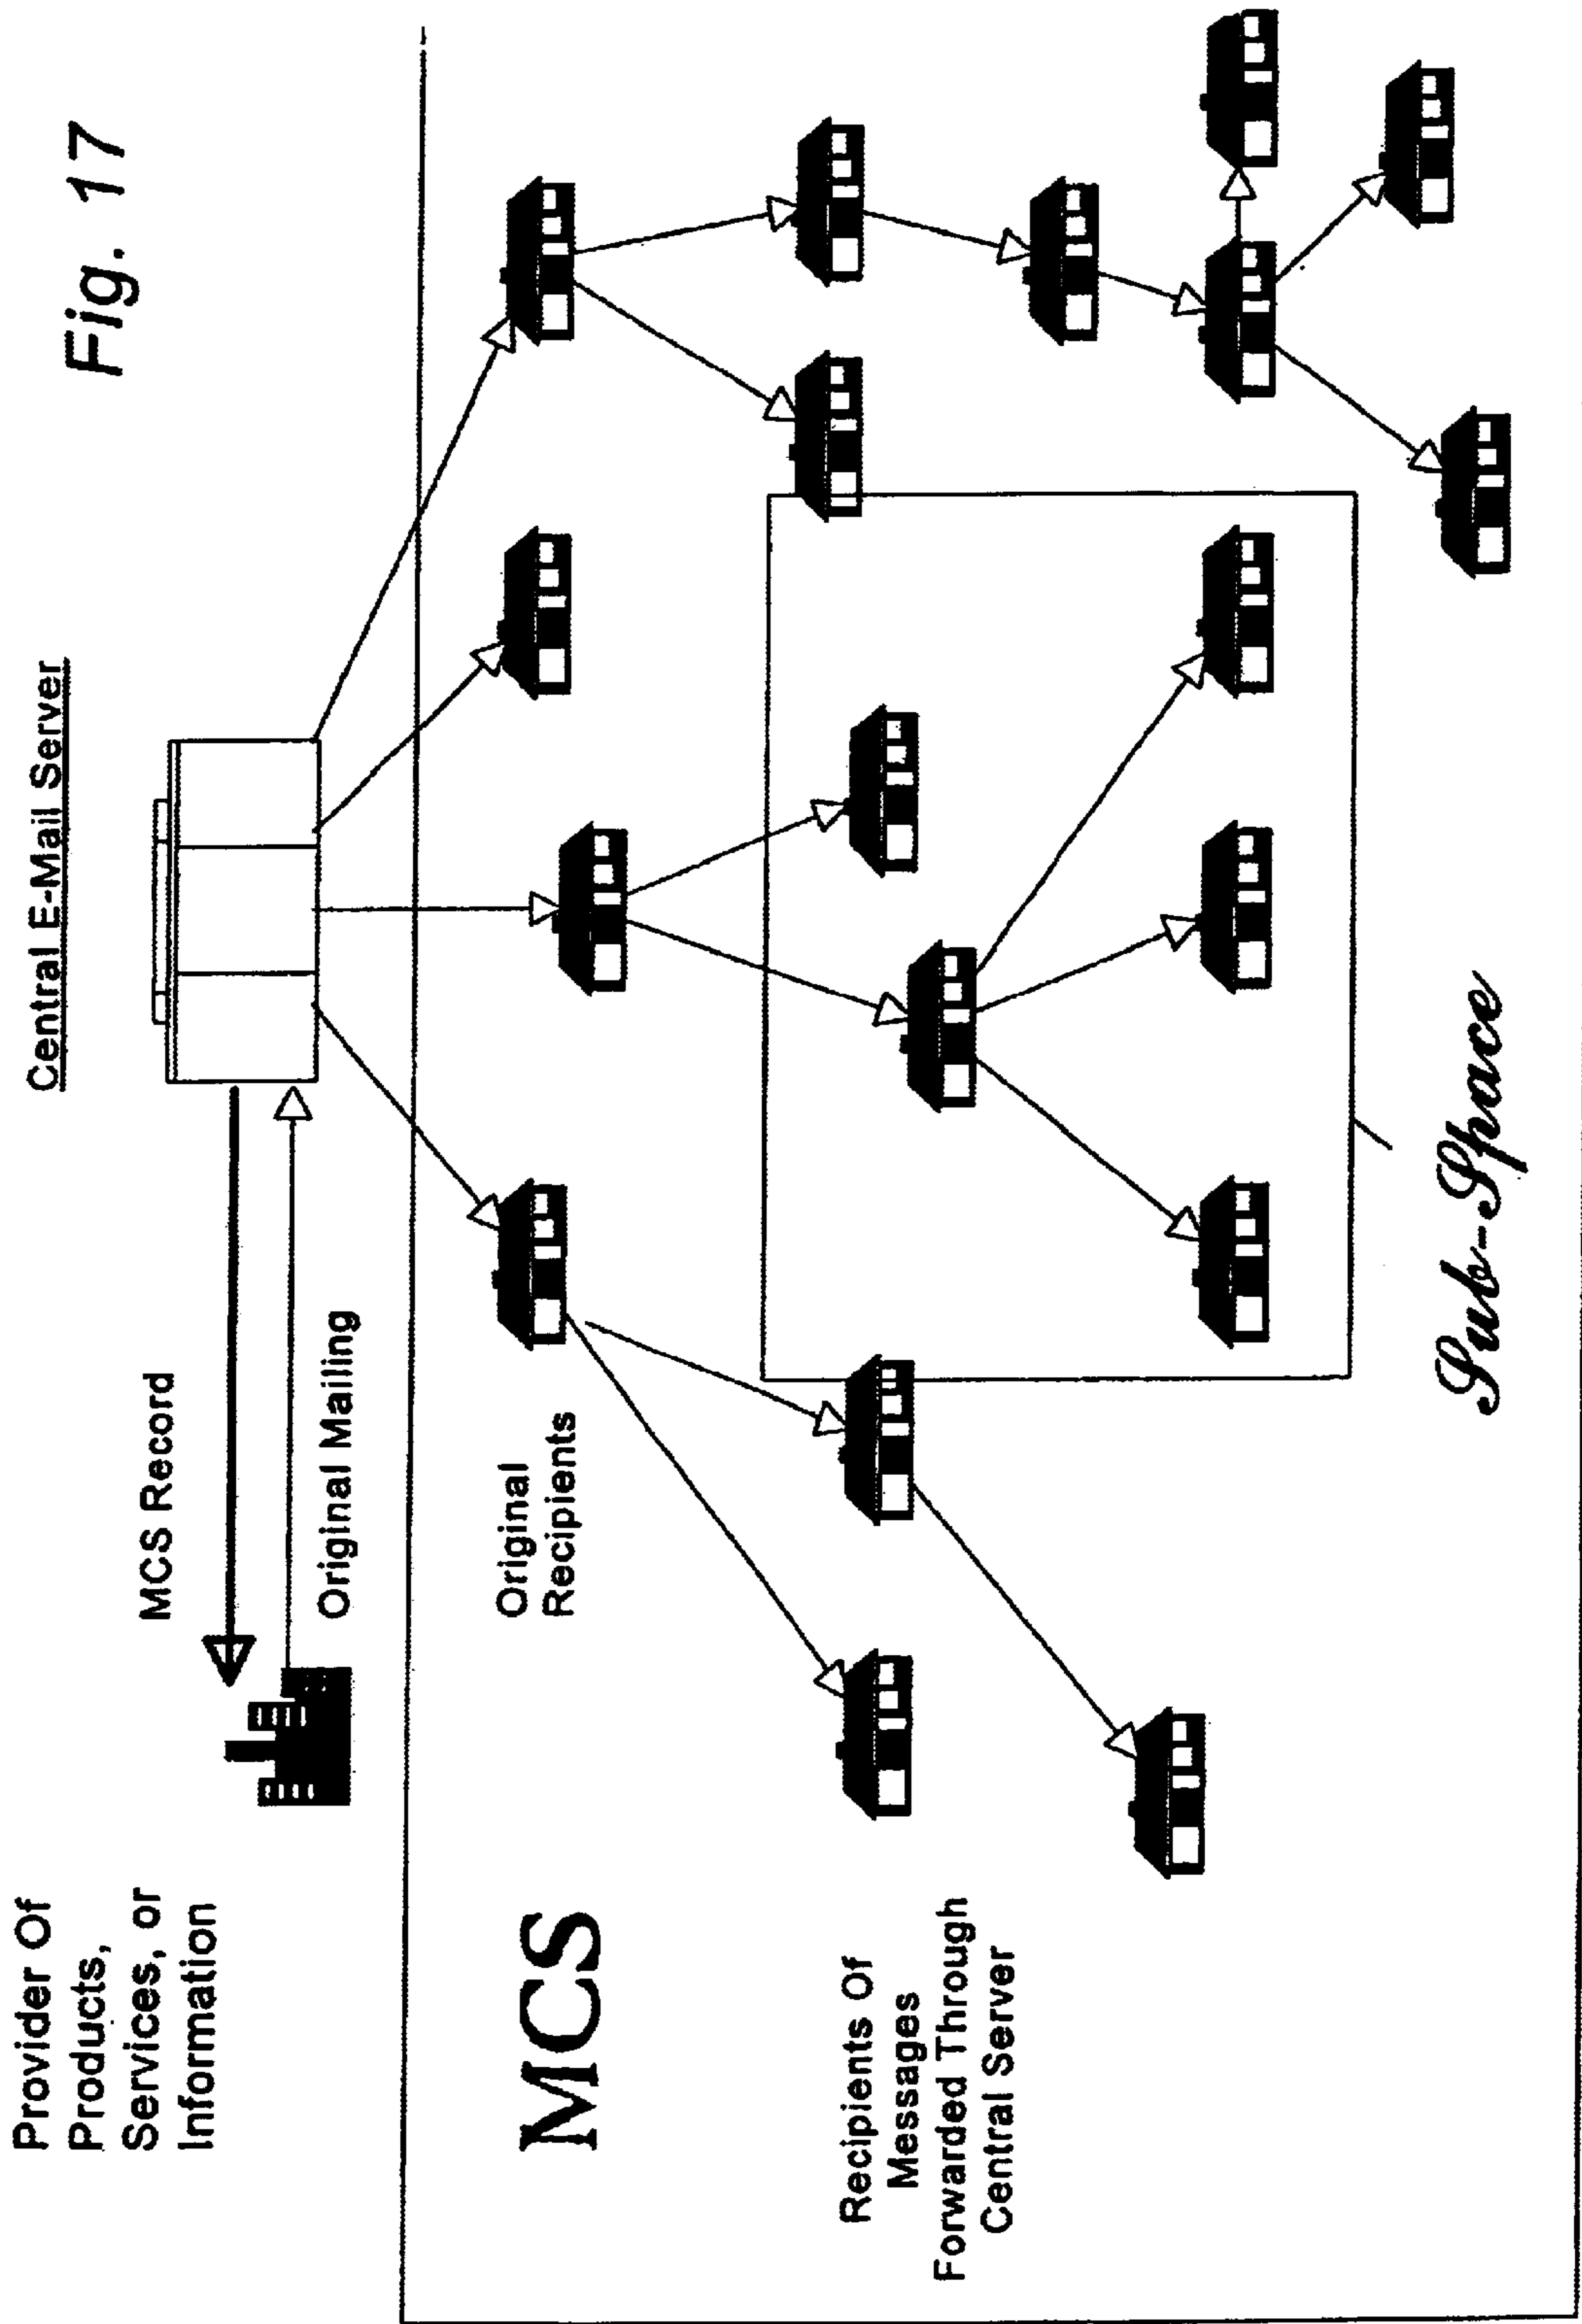 Fig. 17
Central E-Mail Server
Provider Of
Products,
Services, or
Information
MCS Record
Original Mailing
MCS
Original
Recipients
Recipients Of
Messages
Forwarded Through
Central Server
Sub-Space